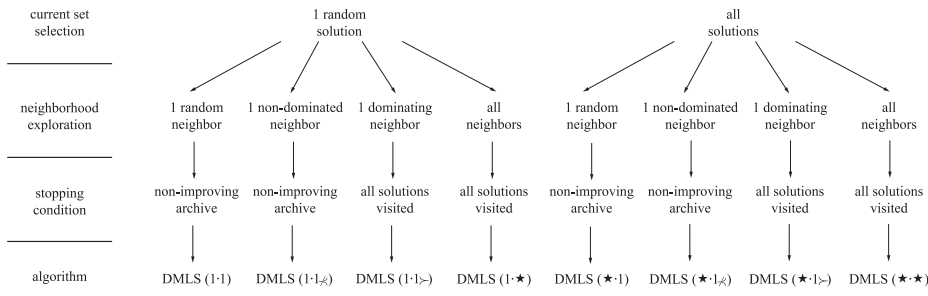 current set
selection
1 random
solution
all
solutions
neighborhood
exploration
1 random
neighbor
1 non-dominated
neighbor
1 dominating
neighbor
all
neighbors
1 random
neighbor
1 non-dominated
neighbor
1 dominating
neighbor
all
neighbors
stopping
condition
non-improving
archive
non-improving
archive
all solutions
visited
all solutions
visited
non-improving
archive
non-improving
archive
all solutions
visited
all solutions
visited
algorithm
DMLS (1·1)
DMLS (1·1⊀)
DMLS (1·1≻)
DMLS (1·★)
DMLS (★·1)
DMLS (★·1⊀)
DMLS (★·1≻)
DMLS (★·★)